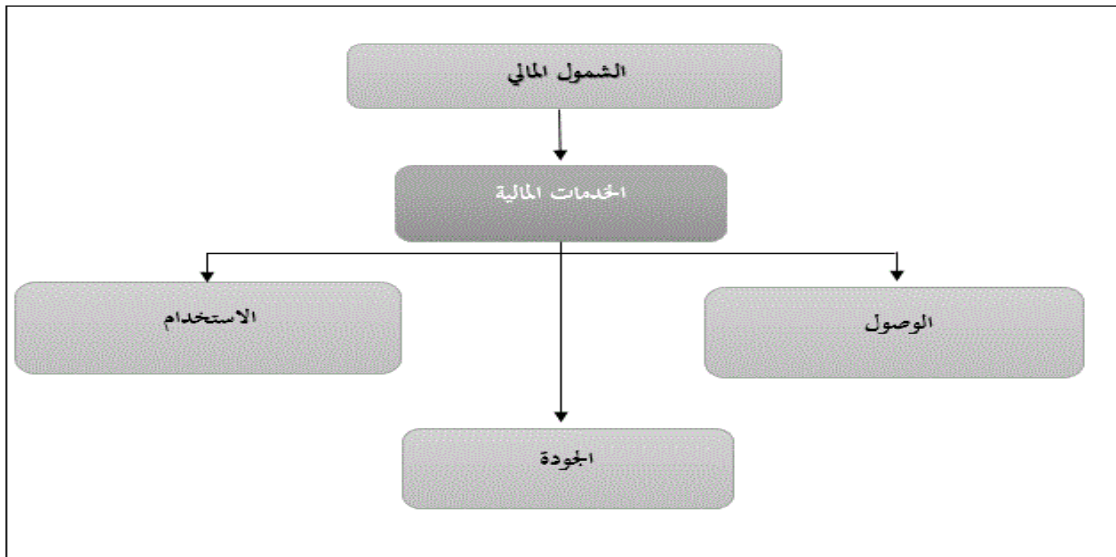 الشمول المالي
الخدمات المالية
الوصول
الاستخدام
الجودة